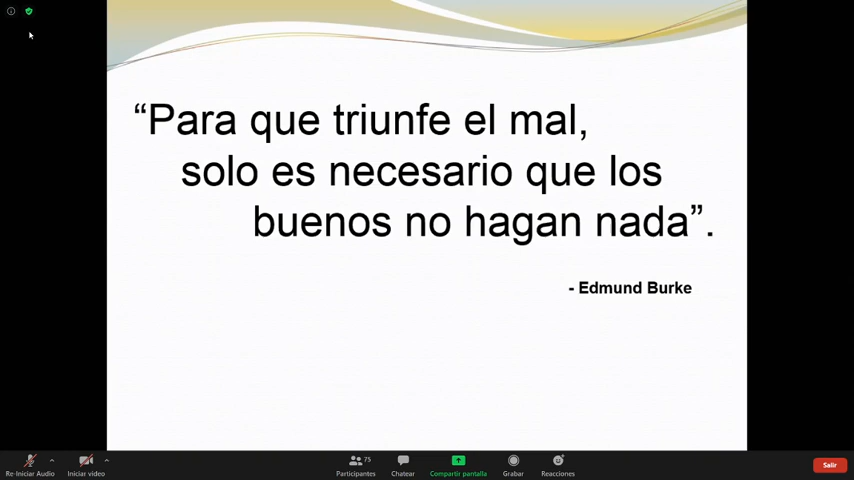 “Para que triunfe el mal,
solo es necesario que los
buenos no hagan nada”.
- Edmund Burke
Re-Iniciar Audio
Iniciar video
Participantes
75
Chatear
Compartir pantalla
Grabar
Reacciones
Salir